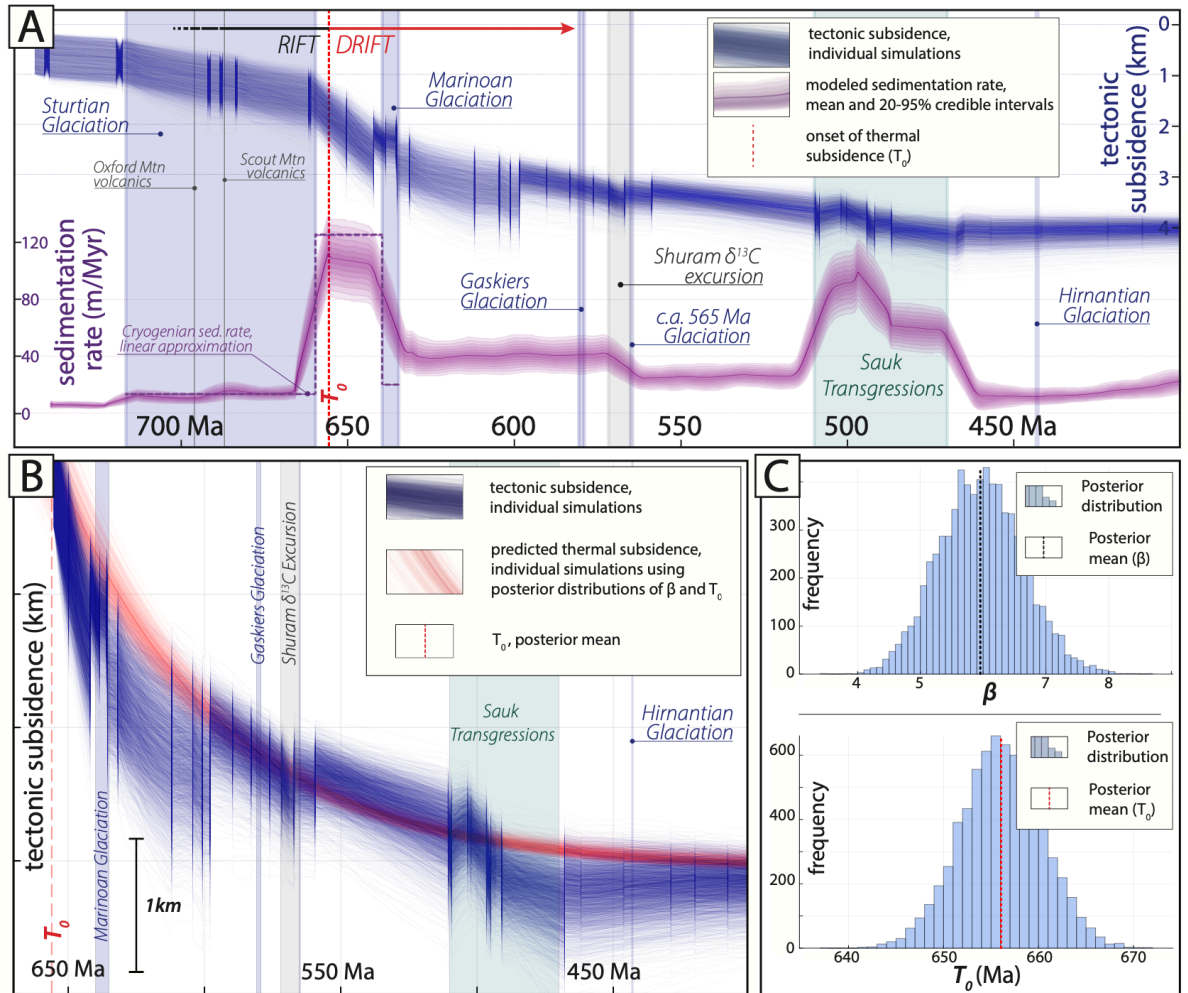 A
RIFT
DRIFT
Sturtian
Glaciation
Oxford Mtn
volcanics
Scout Mtn
volcanics
Marinoan
Glaciation
tectonic subsidence,
individual simulations
modeled sedimentation rate,
mean and 20-95% credible intervals
onset of thermal
subsidence (T₀)
0
1
2
3
4
tectonic
subsidence (km)
120
80
40
0
sedimentation
rate (m/Myr)
Cryogenian sed. rate,
linear approximation
T₀
Gaskiers
Glaciation
Shuram δ¹³C
excursion
c.a. 565 Ma
Glaciation
Sauk
Transgressions
Hirnantian
Glaciation
700 Ma
650
600
550
500
450 Ma
B
tectonic subsidence (km)
Marinoan Glaciation
Gaskiers Glaciation
Shuram δ¹³C Excursion
tectonic subsidence,
individual simulations
predicted thermal subsidence,
individual simulations using
posterior distributions of β and T₀
T₀, posterior mean
Sauk
Transgressions
Hirnantian
Glaciation
1km
T₀
650 Ma
550
450
C
frequency
300
200
100
0
4
5
6
7
8
β
Posterior
distribution
Posterior
mean (β)
frequency
600
400
200
0
640
650
660
670
T₀ (Ma)
Posterior
distribution
Posterior
mean (T₀)